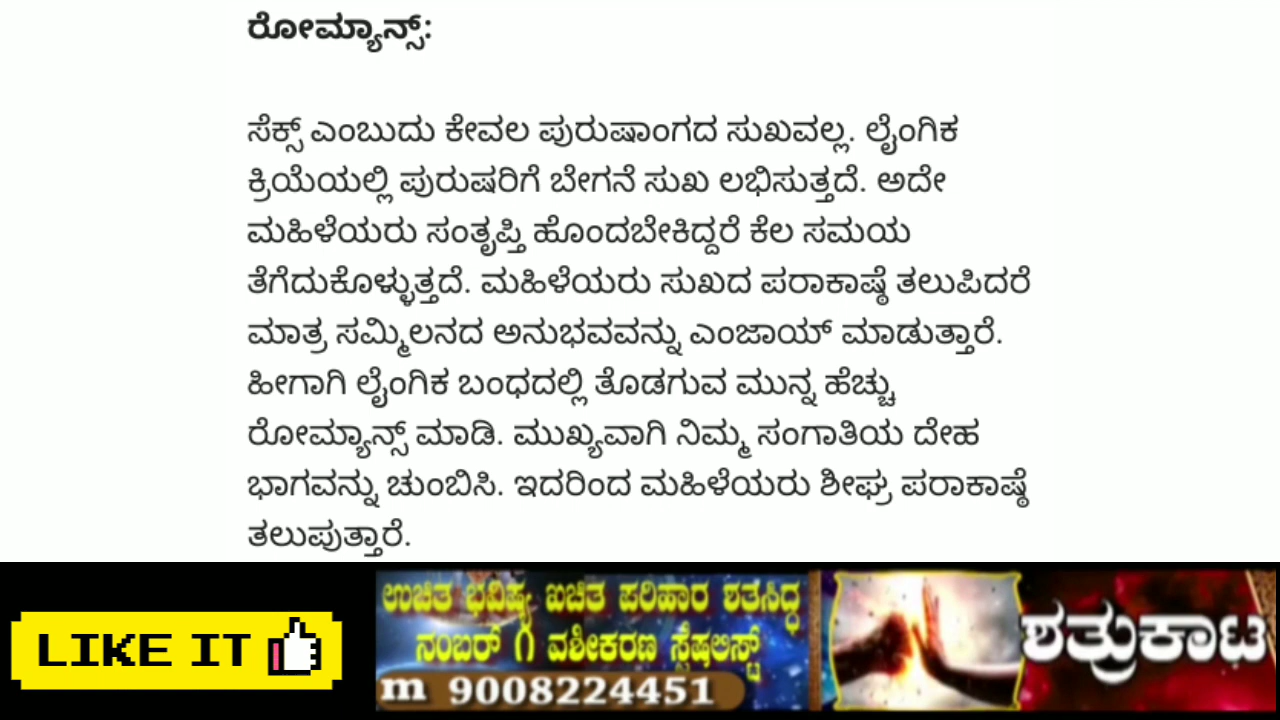 ರೋಮ್ಯಾನ್ಸ್:
ಸೆಕ್ಸ್ ಎಂಬುದು ಕೇವಲ ಪುರುಷಾಂಗದ ಸುಖವಲ್ಲ. ಲೈಂಗಿಕ
ಕ್ರಿಯೆಯಲ್ಲಿ ಪುರುಷರಿಗೆ ಬೇಗನೆ ಸುಖ ಲಭಿಸುತ್ತದೆ. ಅದೇ
ಮಹಿಳೆಯರು ಸಂತೃಪ್ತಿ ಹೊಂದಬೇಕಿದ್ದರೆ ಕೆಲ ಸಮಯ
ತೆಗೆದುಕೊಳ್ಳುತ್ತದೆ. ಮಹಿಳೆಯರು ಸುಖದ ಪರಾಕಾಷ್ಠೆ ತಲುಪಿದರೆ
ಮಾತ್ರ ಸಮ್ಮಿಲನದ ಅನುಭವವನ್ನು ಎಂಜಾಯ್ ಮಾಡುತ್ತಾರೆ.
ಹೀಗಾಗಿ ಲೈಂಗಿಕ ಬಂಧದಲ್ಲಿ ತೊಡಗುವ ಮುನ್ನ ಹೆಚ್ಚು
ರೋಮ್ಯಾನ್ಸ್ ಮಾಡಿ. ಮುಖ್ಯವಾಗಿ ನಿಮ್ಮ ಸಂಗಾತಿಯ ದೇಹ
ಭಾಗವನ್ನು ಚುಂಬಿಸಿ. ಇದರಿಂದ ಮಹಿಳೆಯರು ಶೀಘ್ರ ಪರಾಕಾಷ್ಠೆ
ತಲುಪುತ್ತಾರೆ.
LIKE IT
ಉಚಿತ ಭವಿಷ್ಯ ಖಚಿತ ಪರಿಹಾರ ಶತಸಿದ್ಧ
ನಂಬರ್ ೧ ವಶೀಕರಣ ಸ್ಪೆಷಲಿಸ್ಟ್
m 9008224451
ಶತ್ರುಕಾಟ